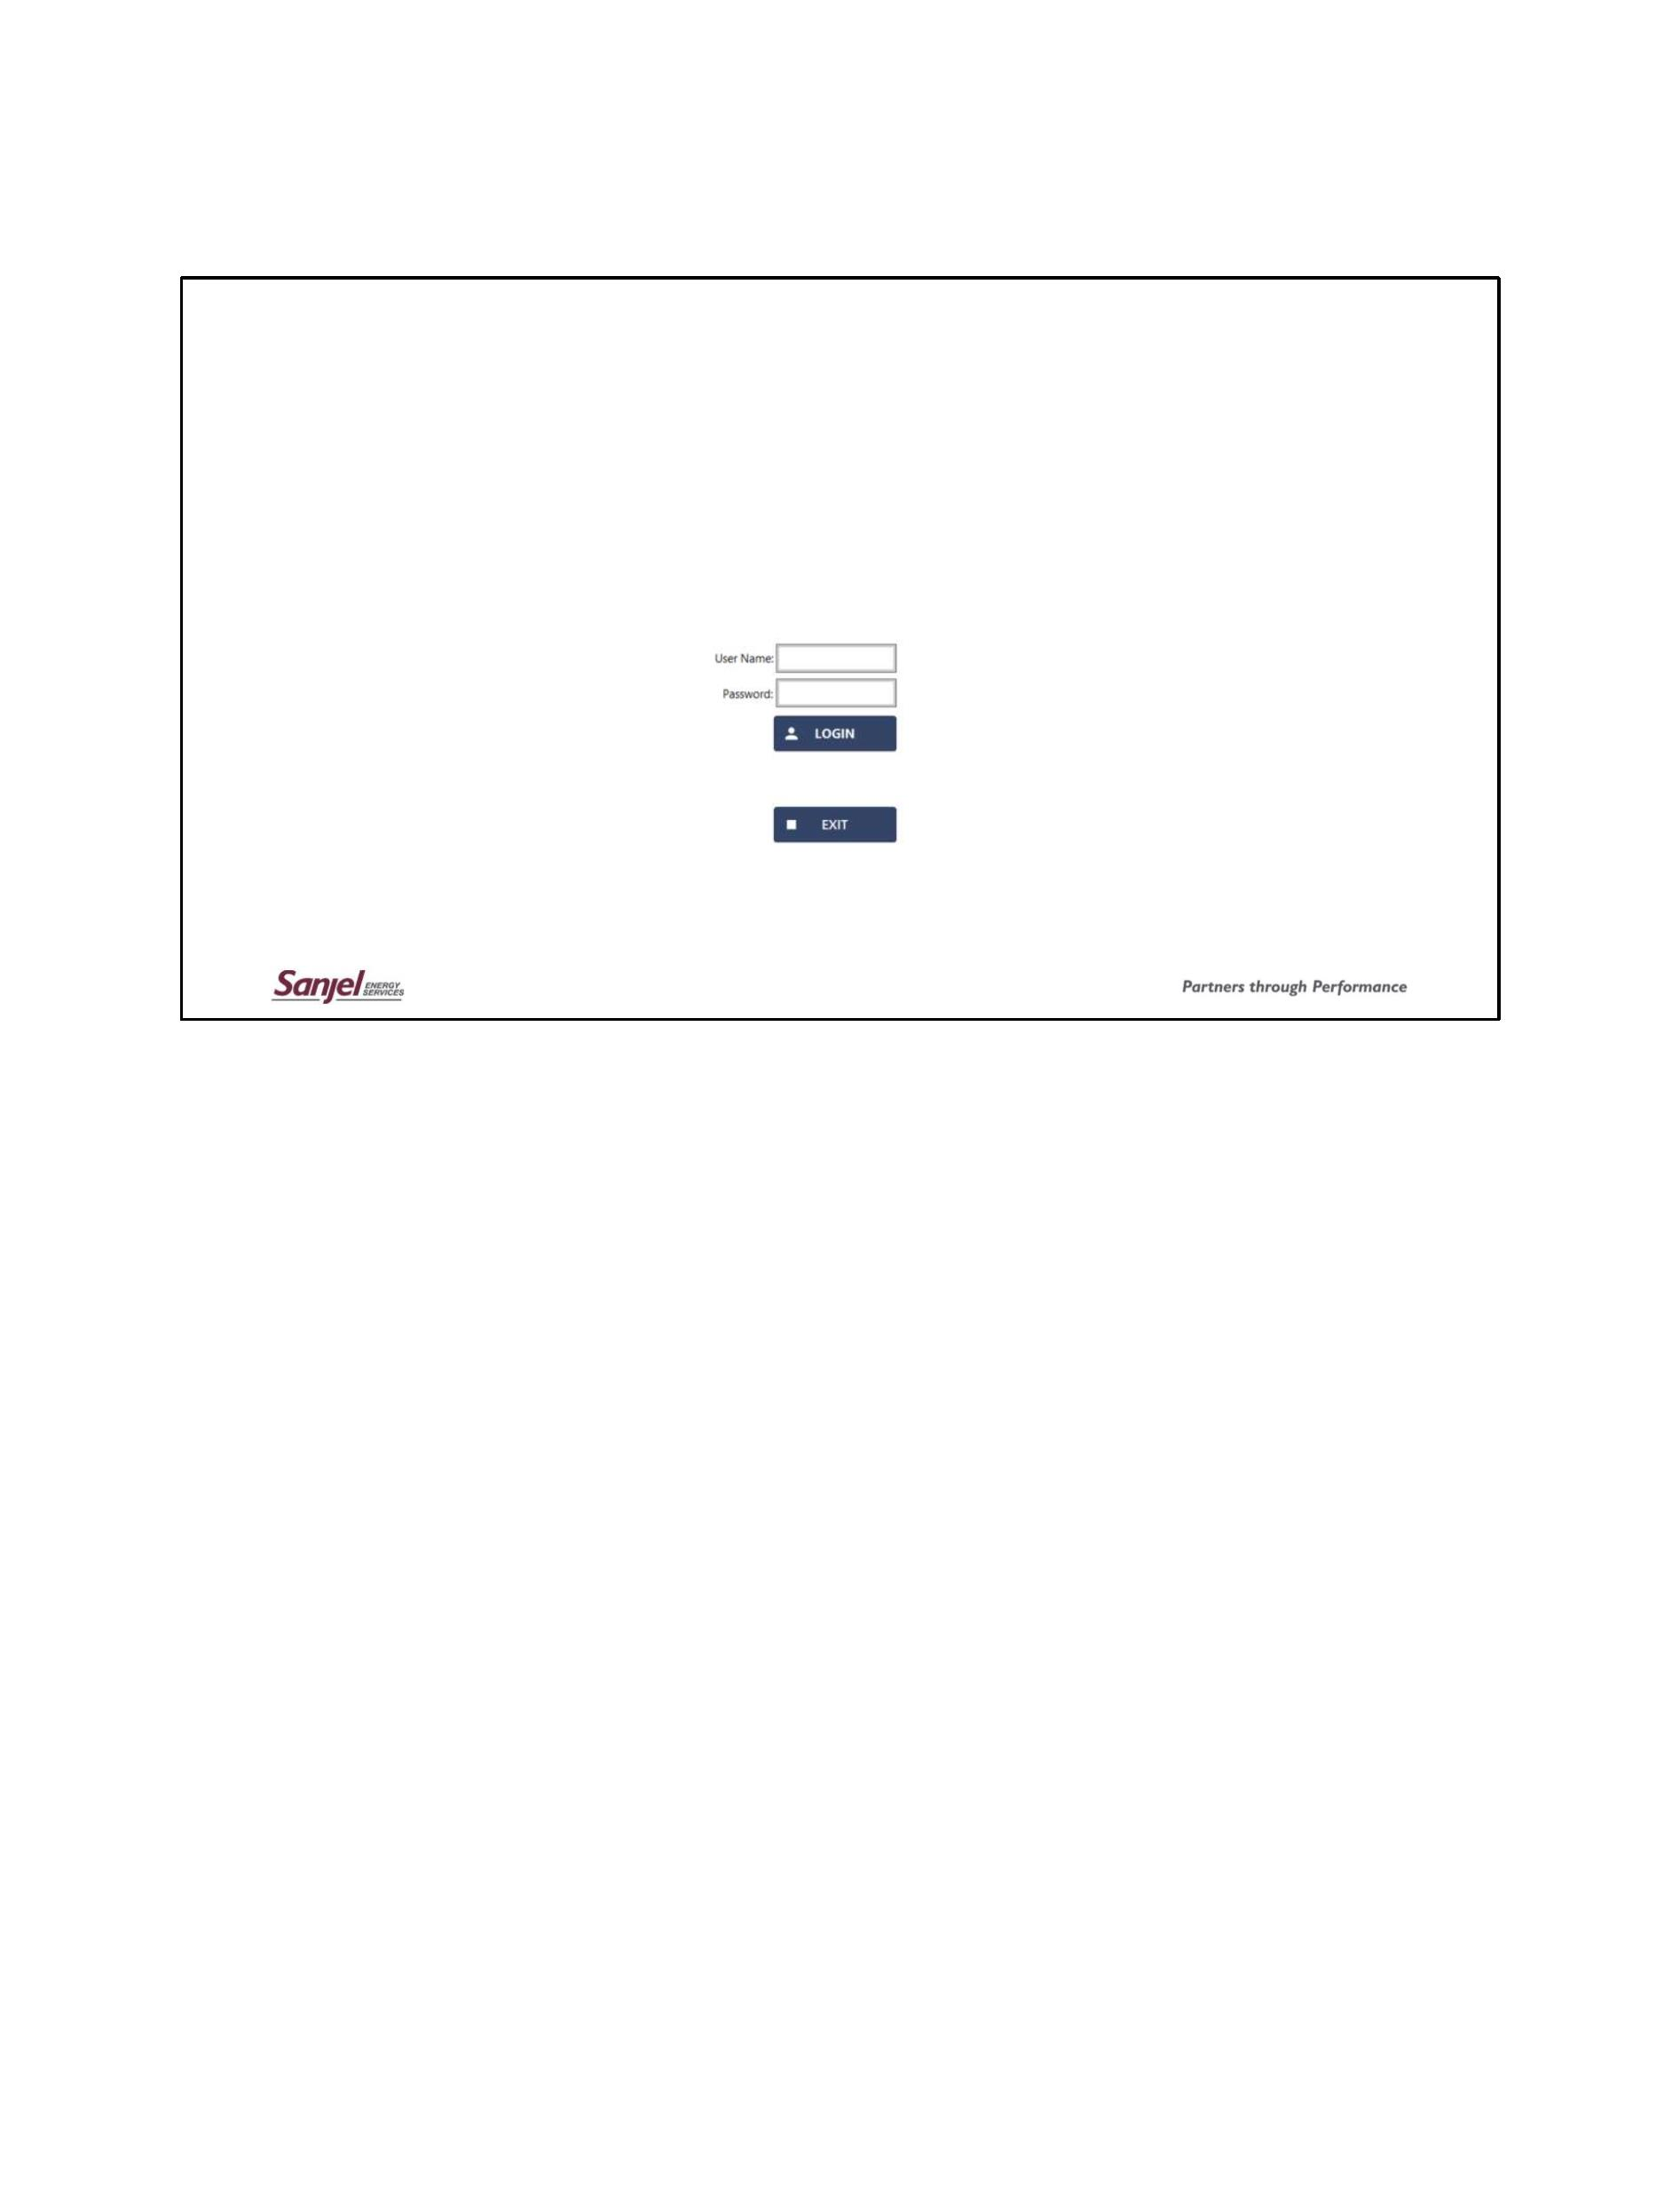 User Name:
Password:
LOGIN
EXIT
Sanjel ENERGY SERVICES
Partners through Performance